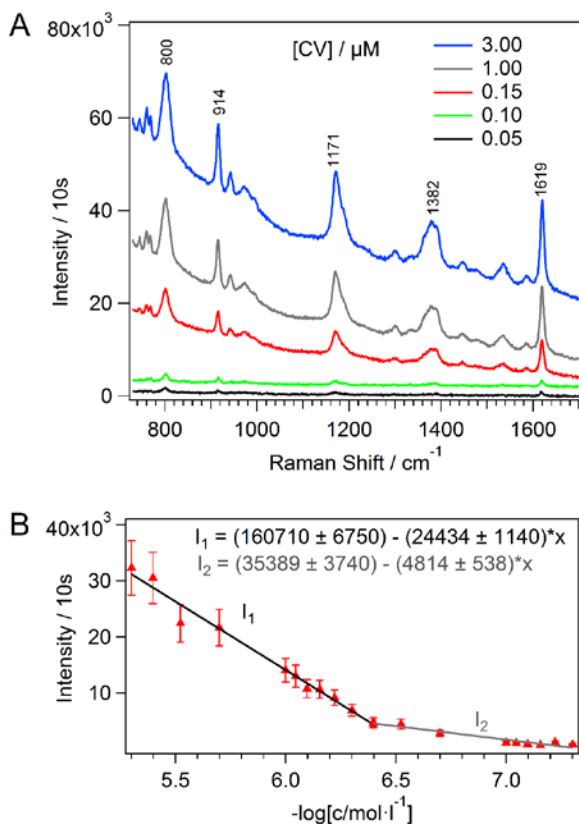 A
80x10³
60
40
20
0
Intensity / 10s
[CV] / µM
3.00
1.00
0.15
0.10
0.05
800
914
1171
1382
1619
800
1000
1200
1400
1600
Raman Shift / cm⁻¹
B
40x10³
30
20
10
Intensity / 10s
I₁ = (160710 ± 6750) - (24434 ± 1140)*x
I₂ = (35389 ± 3740) - (4814 ± 538)*x
I₁
I₂
5.5
6.0
6.5
7.0
-log[c/mol·l⁻¹]